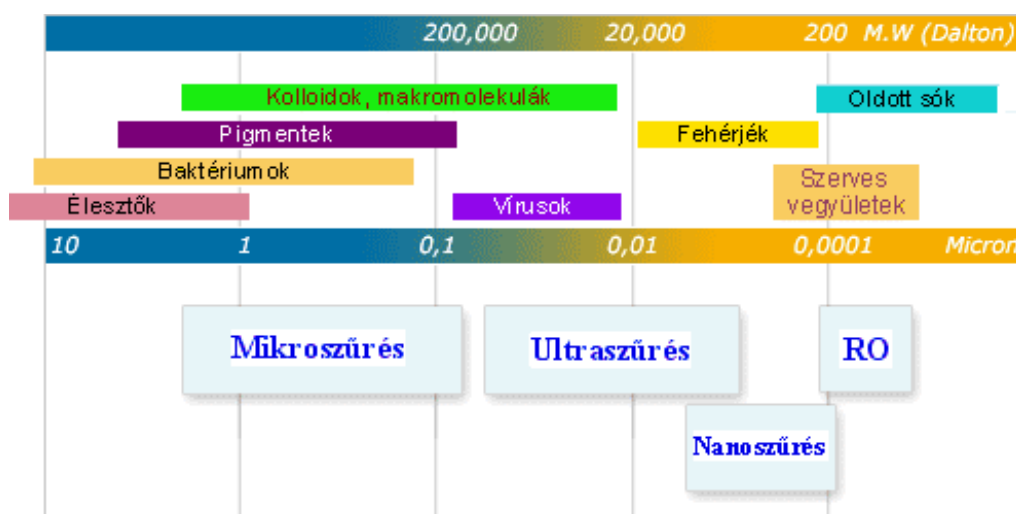 200,000 20,000 200 M.W (Dalton)
Kolloidok, makromolekulák
Oldott sók
Pigmentek
Fehérjék
Baktériumok
Szerves
vegyületek
Élesztők
Vírusok
10 1 0,1 0,01 0,0001 Micron
Mikroszűrés
Ultraszűrés
RO
Nanoszűrés